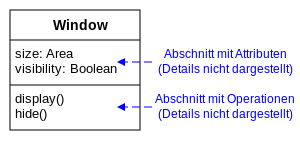 Window
size: Area
visibility: Boolean
Abschnitt mit Attributen
(Details nicht dargestellt)
display()
hide()
Abschnitt mit Operationen
(Details nicht dargestellt)